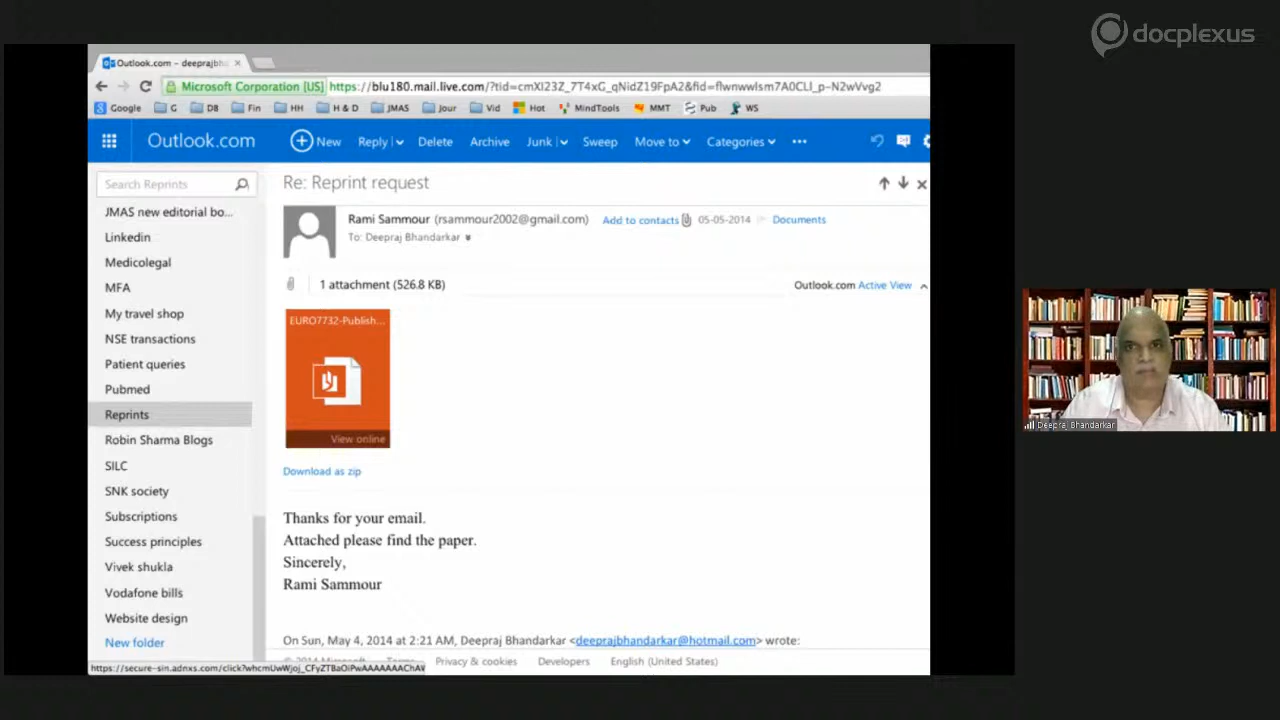 docplexus
Outlook.com – deeprajbha
Microsoft Corporation [US] https://blu180.mail.live.com/?tid=cmXI23Z_7T4xG_qNidZ19FpA2&fid=flwnwwlsm7A0CLI_p-N2wVvg2
Google G DB Fin HH H & D JMAS Jour Vid Hot MindTools MMT Pub WS
Outlook.com New Reply Delete Archive Junk Sweep Move to Categories
Search Reprints
JMAS new editorial bo...
Linkedin
Medicolegal
MFA
My travel shop
NSE transactions
Patient queries
Pubmed
Reprints
Robin Sharma Blogs
SILC
SNK society
Subscriptions
Success principles
Vivek shukla
Vodafone bills
Website design
New folder
Re: Reprint request
Rami Sammour (rsammour2002@gmail.com) Add to contacts 05-05-2014 Documents
To: Deepraj Bhandarkar
1 attachment (526.8 KB)
Outlook.com Active View
EURO7732-Publish...
View online
Download as zip
Thanks for your email.
Attached please find the paper.
Sincerely,
Rami Sammour
On Sun, May 4, 2014 at 2:21 AM, Deepraj Bhandarkar <deeprajbhandarkar@hotmail.com> wrote:
Privacy & cookies Developers English (United States)
Deepraj Bhandarkar